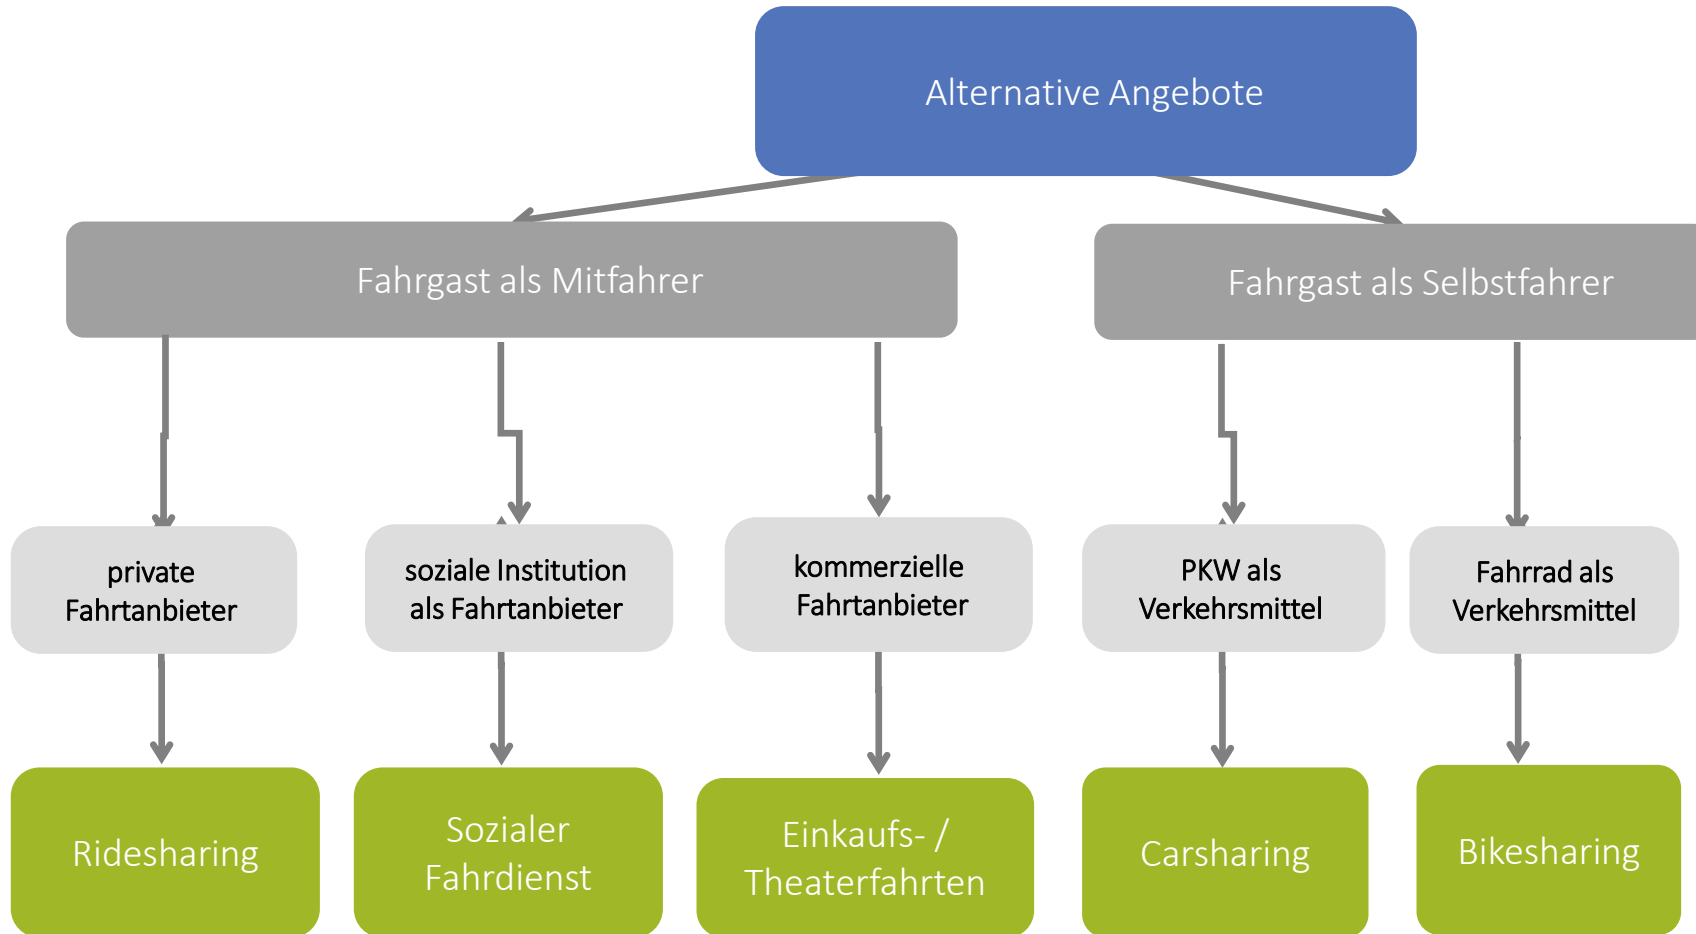 Alternative Angebote
Fahrgast als Mitfahrer
Fahrgast als Selbstfahrer
private
Fahrtanbieter
soziale Institution
als Fahrtanbieter
kommerzielle
Fahrtanbieter
PKW als
Verkehrsmittel
Fahrrad als
Verkehrsmittel
Ridesharing
Sozialer
Fahrdienst
Einkaufs- /
Theaterfahrten
Carsharing
Bikesharing